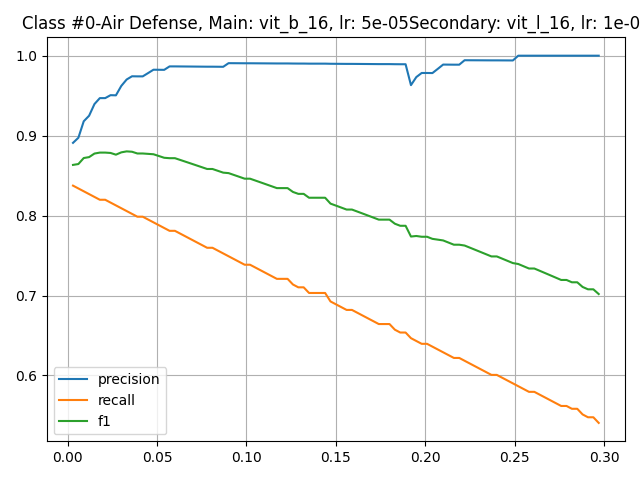 Class #0-Air Defense, Main: vit_b_16, lr: 5e-05Secondary: vit_l_16, lr: 1e-0
1.0
0.9
0.8
0.7
0.6
precision
recall
f1
0.00 0.05 0.10 0.15 0.20 0.25 0.30